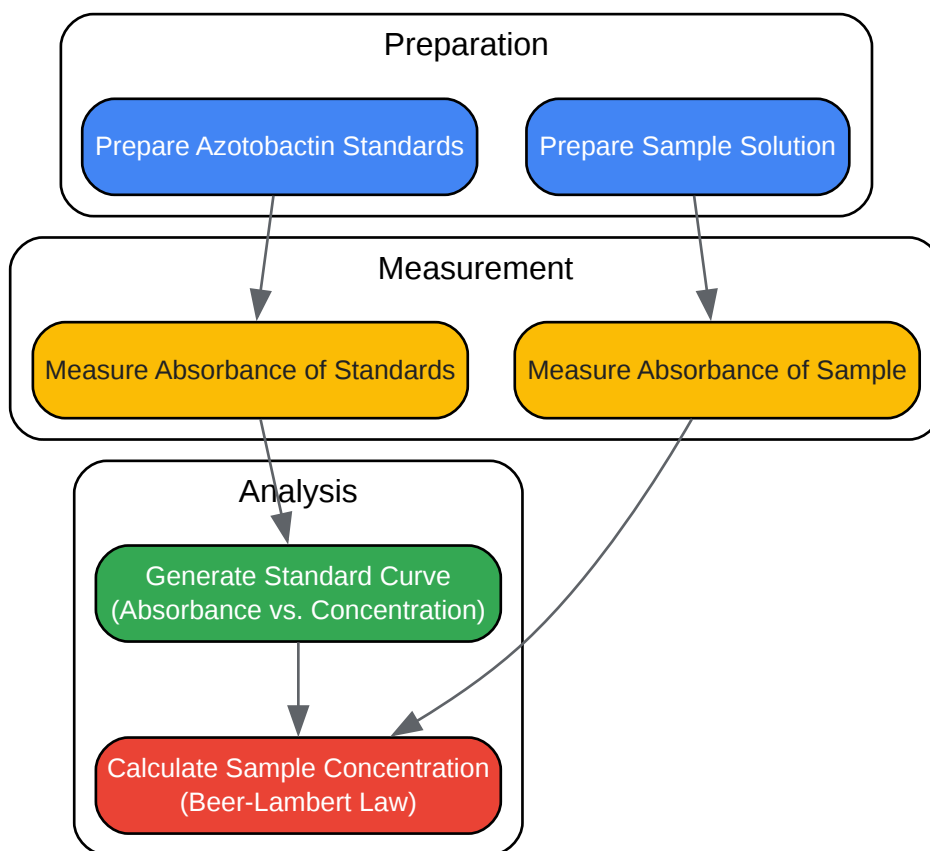 Preparation
Prepare Azotobactin Standards
Prepare Sample Solution
Measurement
Measure Absorbance of Standards
Measure Absorbance of Sample
Analysis
Generate Standard Curve
(Absorbance vs. Concentration)
Calculate Sample Concentration
(Beer-Lambert Law)